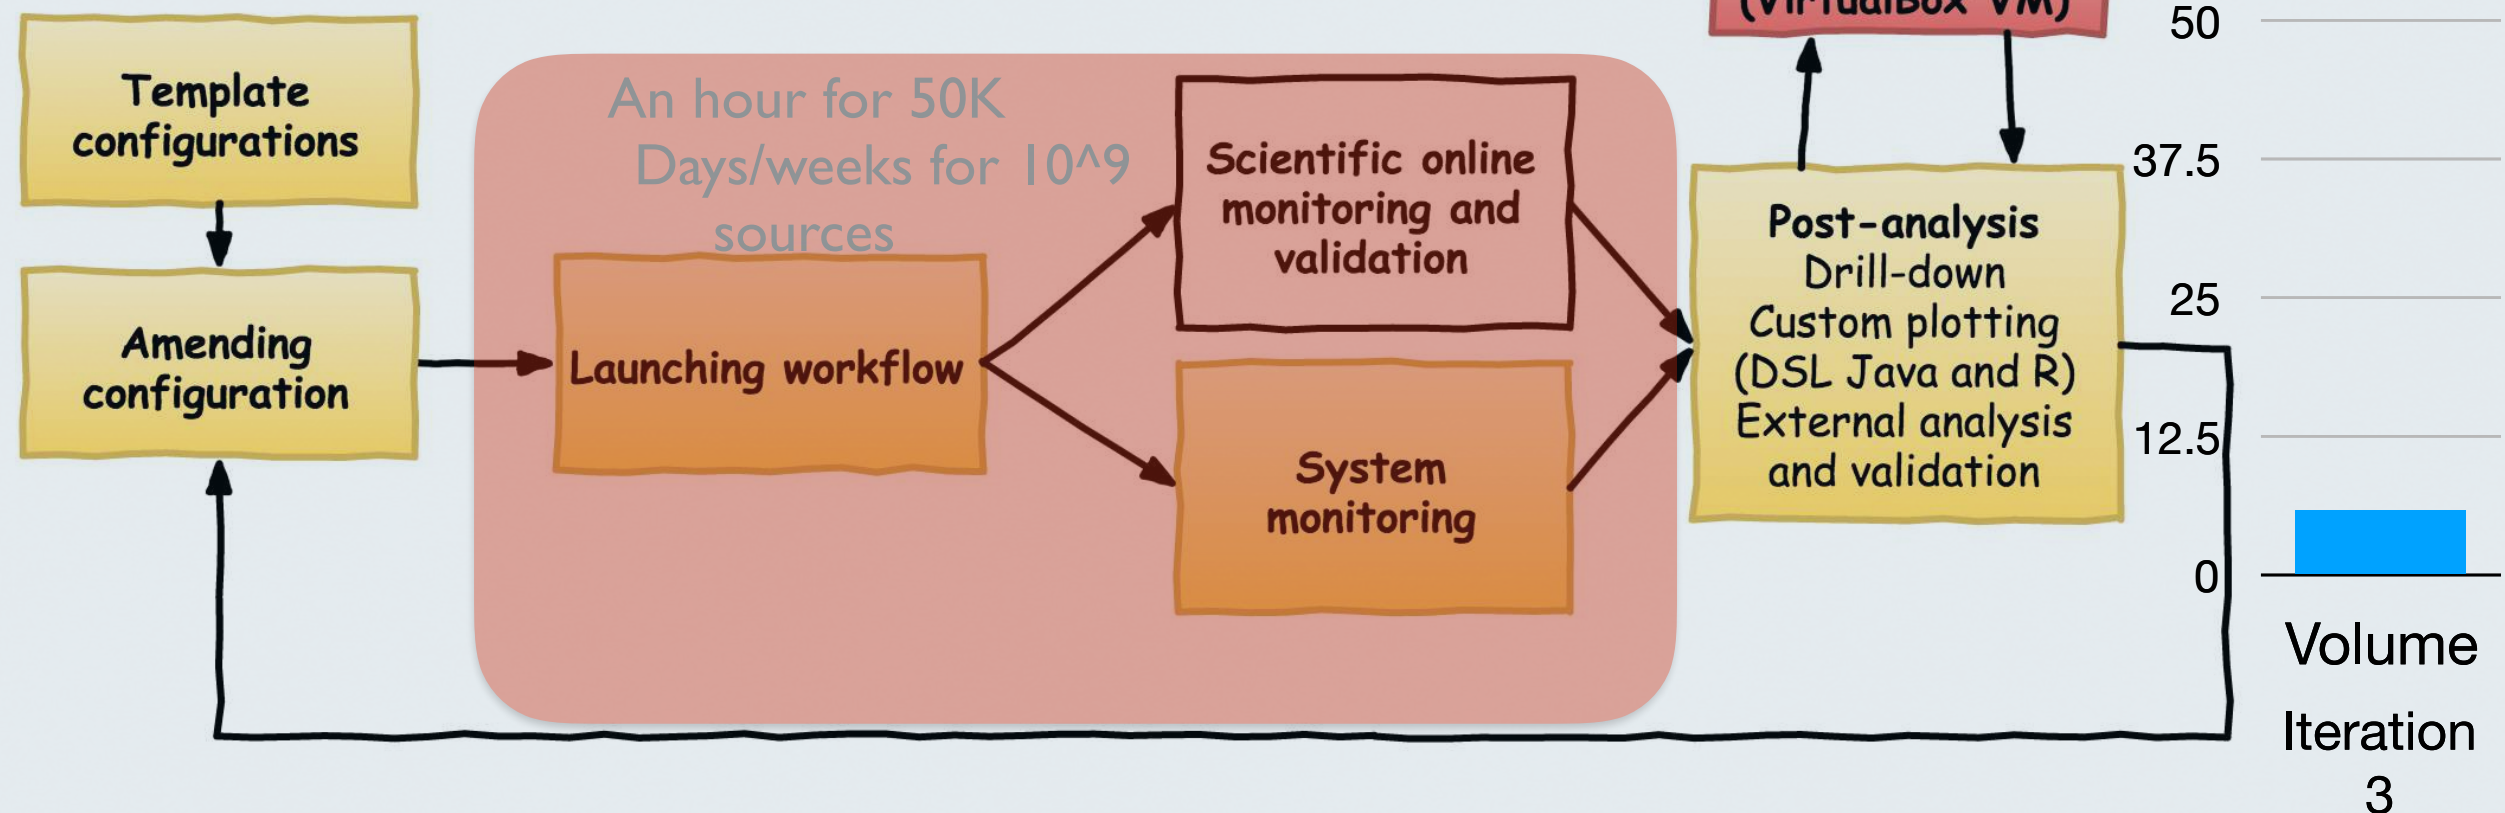 Template
configurations
Amending
configuration
An hour for 50K
Days/weeks for 10^9
sources
Launching workflow
Scientific online
monitoring and
validation
System
monitoring
(VirtualBox VM)
Post-analysis
Drill-down
Custom plotting
(DSL Java and R)
External analysis
and validation
50
37.5
25
12.5
0
Volume
Iteration
3